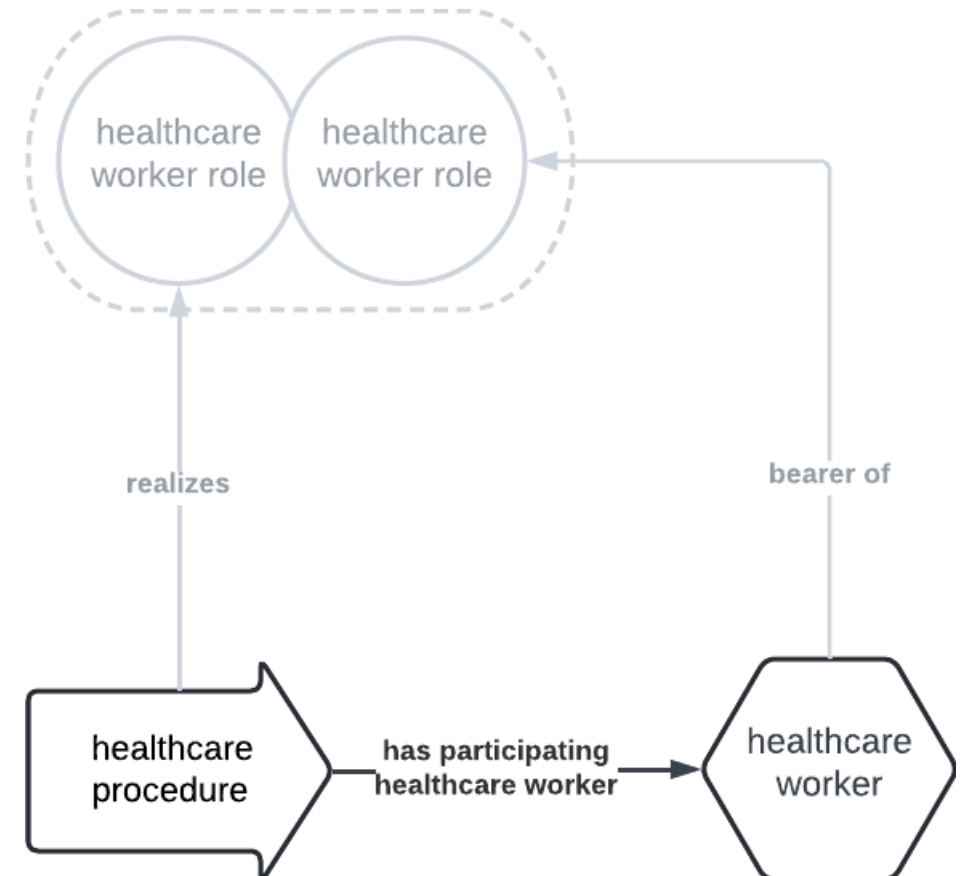 healthcare
worker role
healthcare
worker role
realizes
bearer of
healthcare
procedure
has participating
healthcare worker
healthcare
worker